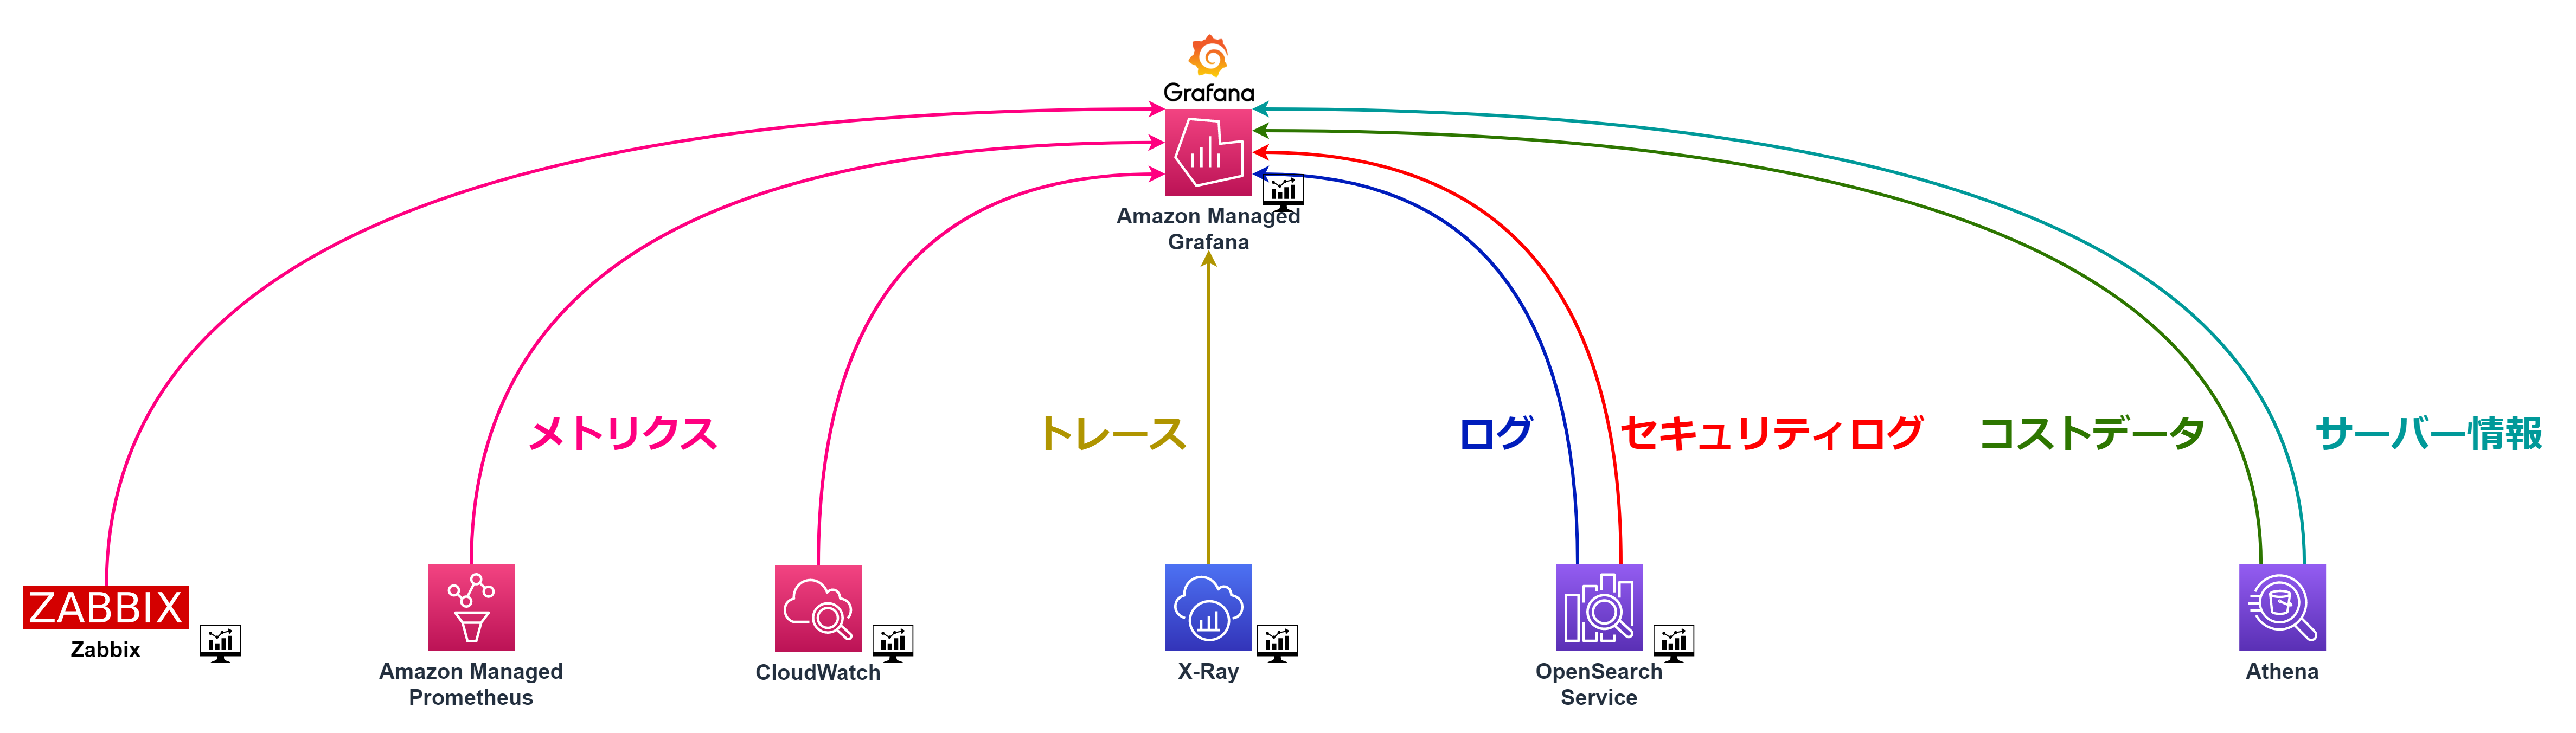 Grafana
Amazon Managed
Grafana
メトリクス
トレース
ログ
セキュリティログ
コストデータ
サーバー情報
ZABBIX
Zabbix
Amazon Managed
Prometheus
CloudWatch
X-Ray
OpenSearch
Service
Athena